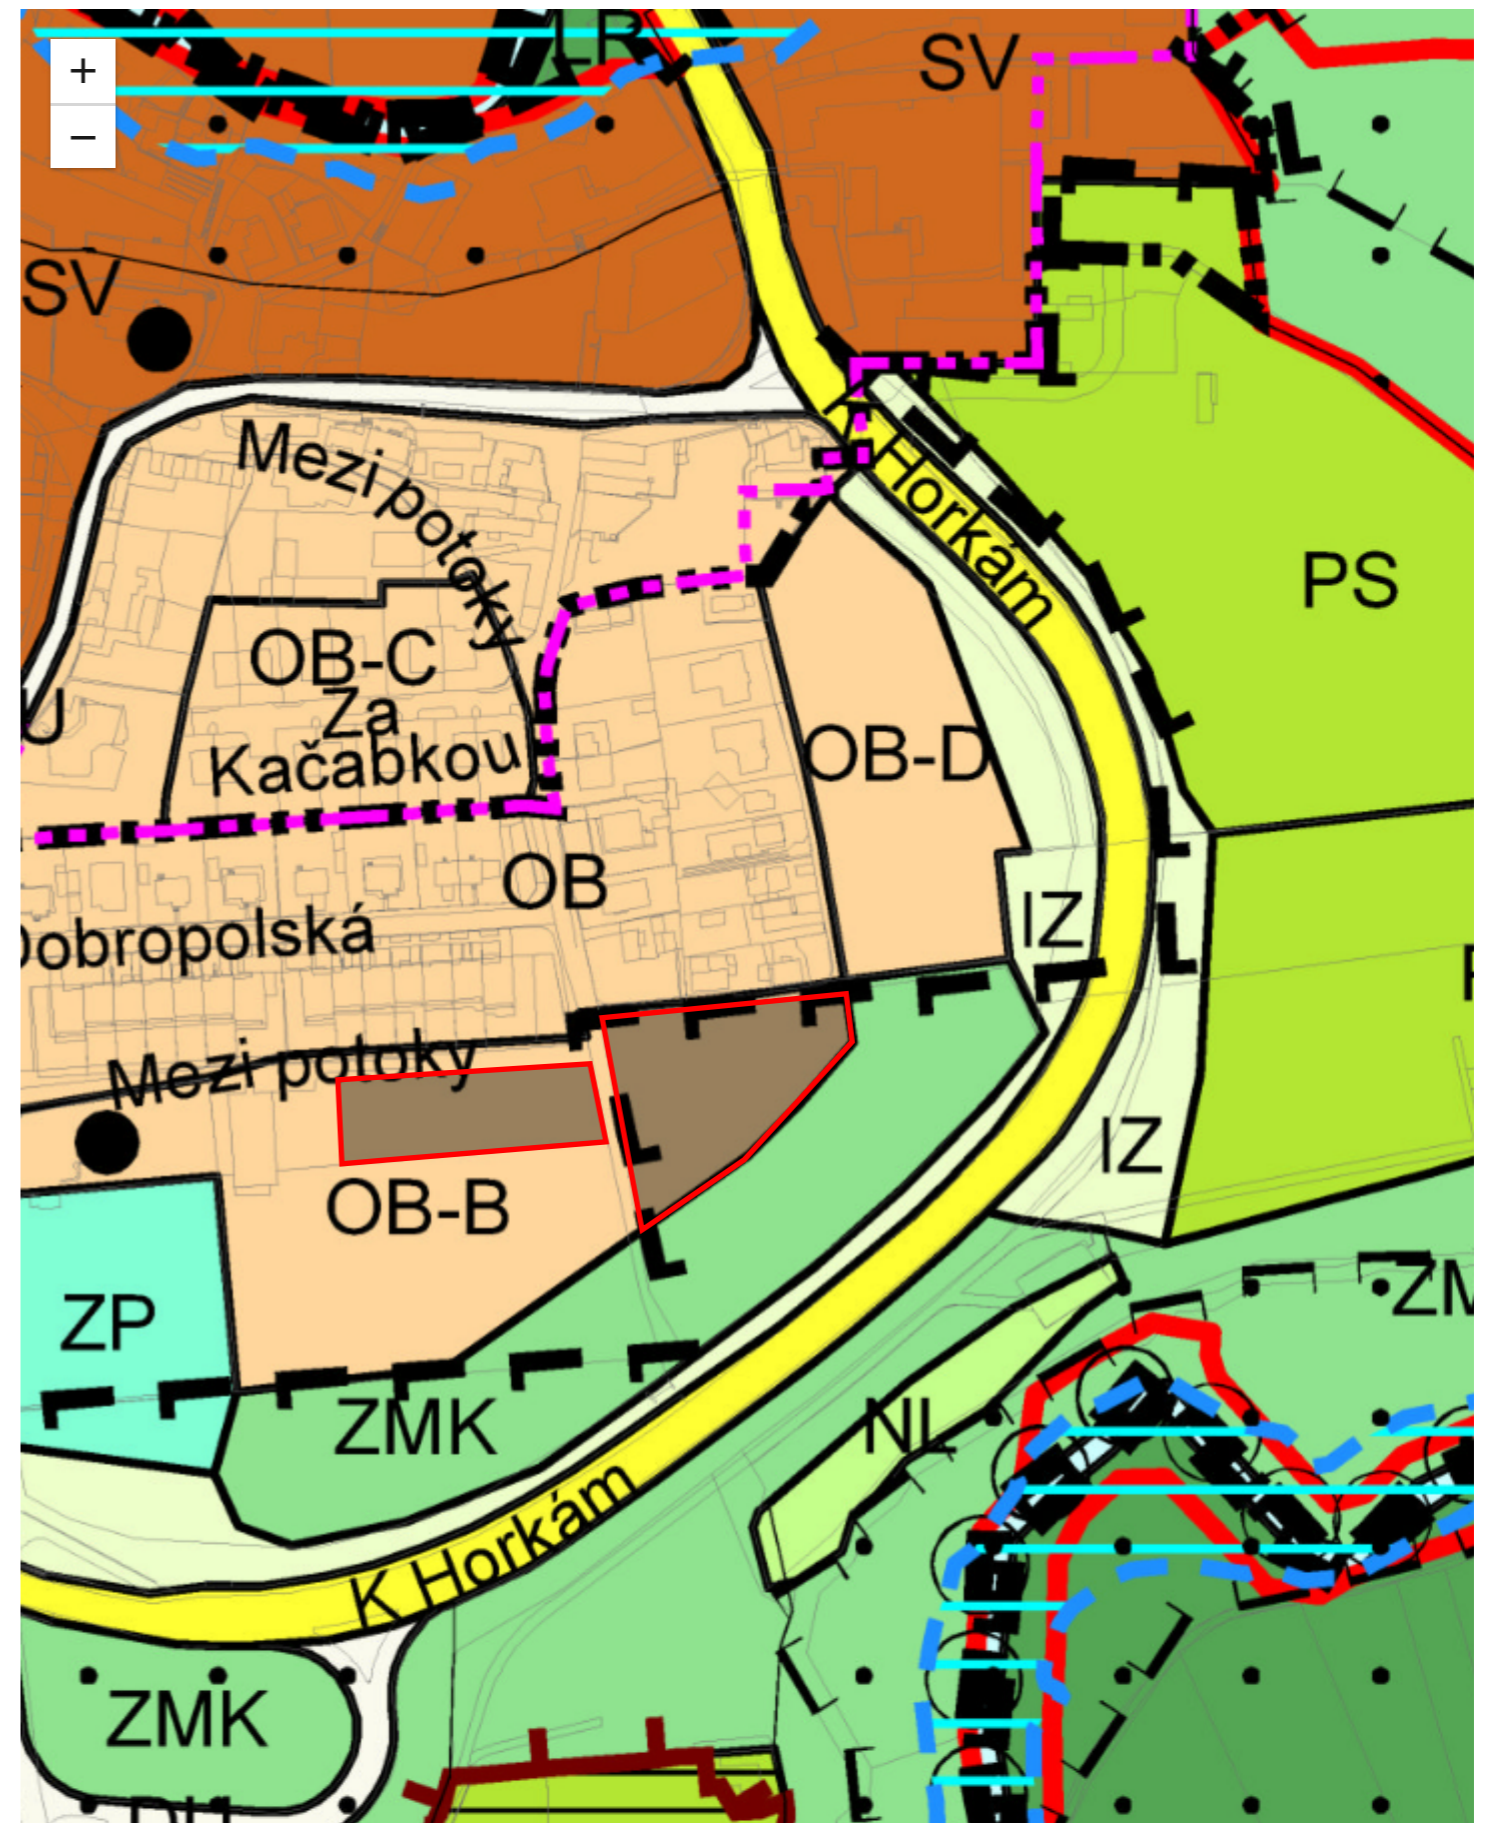 LR
SV
+
−
SV
Mezi potoky
K Horkám
PS
OB-C
Za
Kačabkou
OB-D
OB
IZ
Dobropolská
Mezi potoky
IZ
OB-B
ZP
ZMK
NL
K Horkám
ZMK